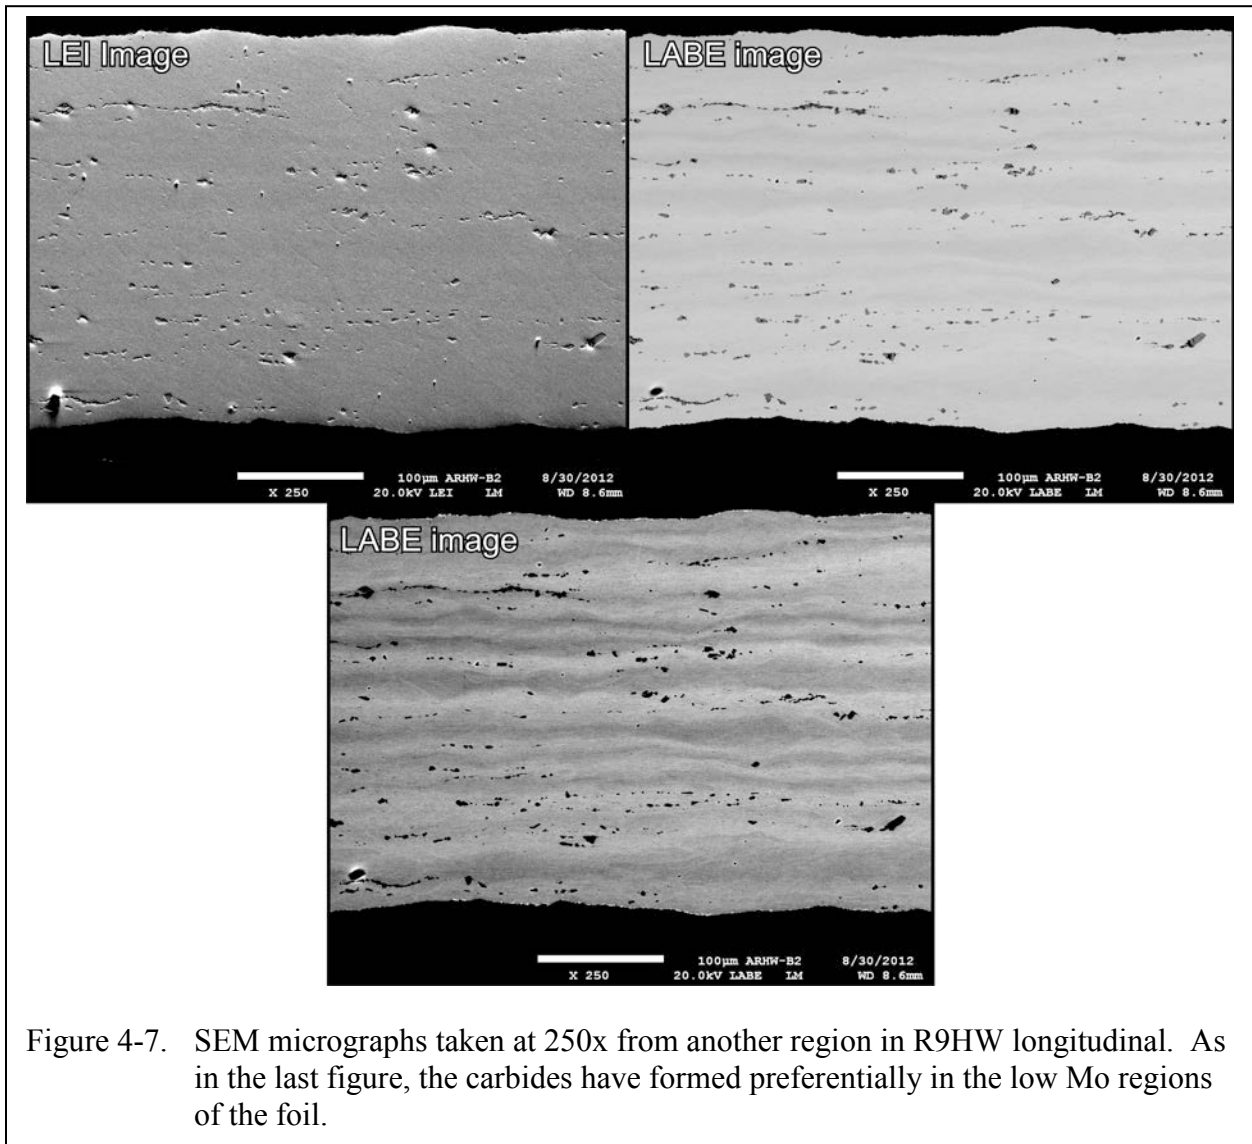 LEI Image
LABE image
100µm ARHW-B2 8/30/2012
X 250 20.0kV LEI LM WD 8.6mm
100µm ARHW-B2 8/30/2012
X 250 20.0kV LABE LM WD 8.6mm
LABE image
100µm ARHW-B2 8/30/2012
X 250 20.0kV LABE LM WD 8.6mm
Figure 4-7. SEM micrographs taken at 250x from another region in R9HW longitudinal. As
in the last figure, the carbides have formed preferentially in the low Mo regions
of the foil.